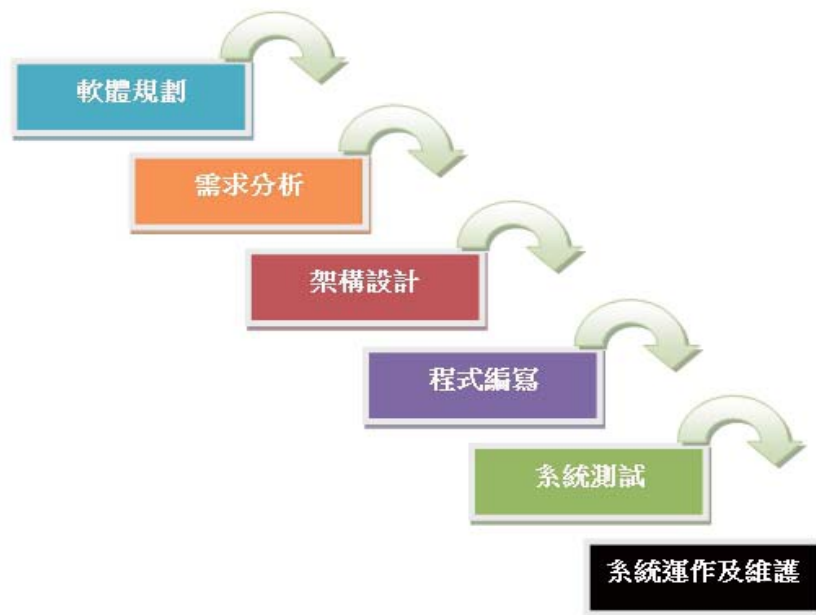 軟體規劃
需求分析
架構設計
程式編寫
系統測試
系統運作及維護